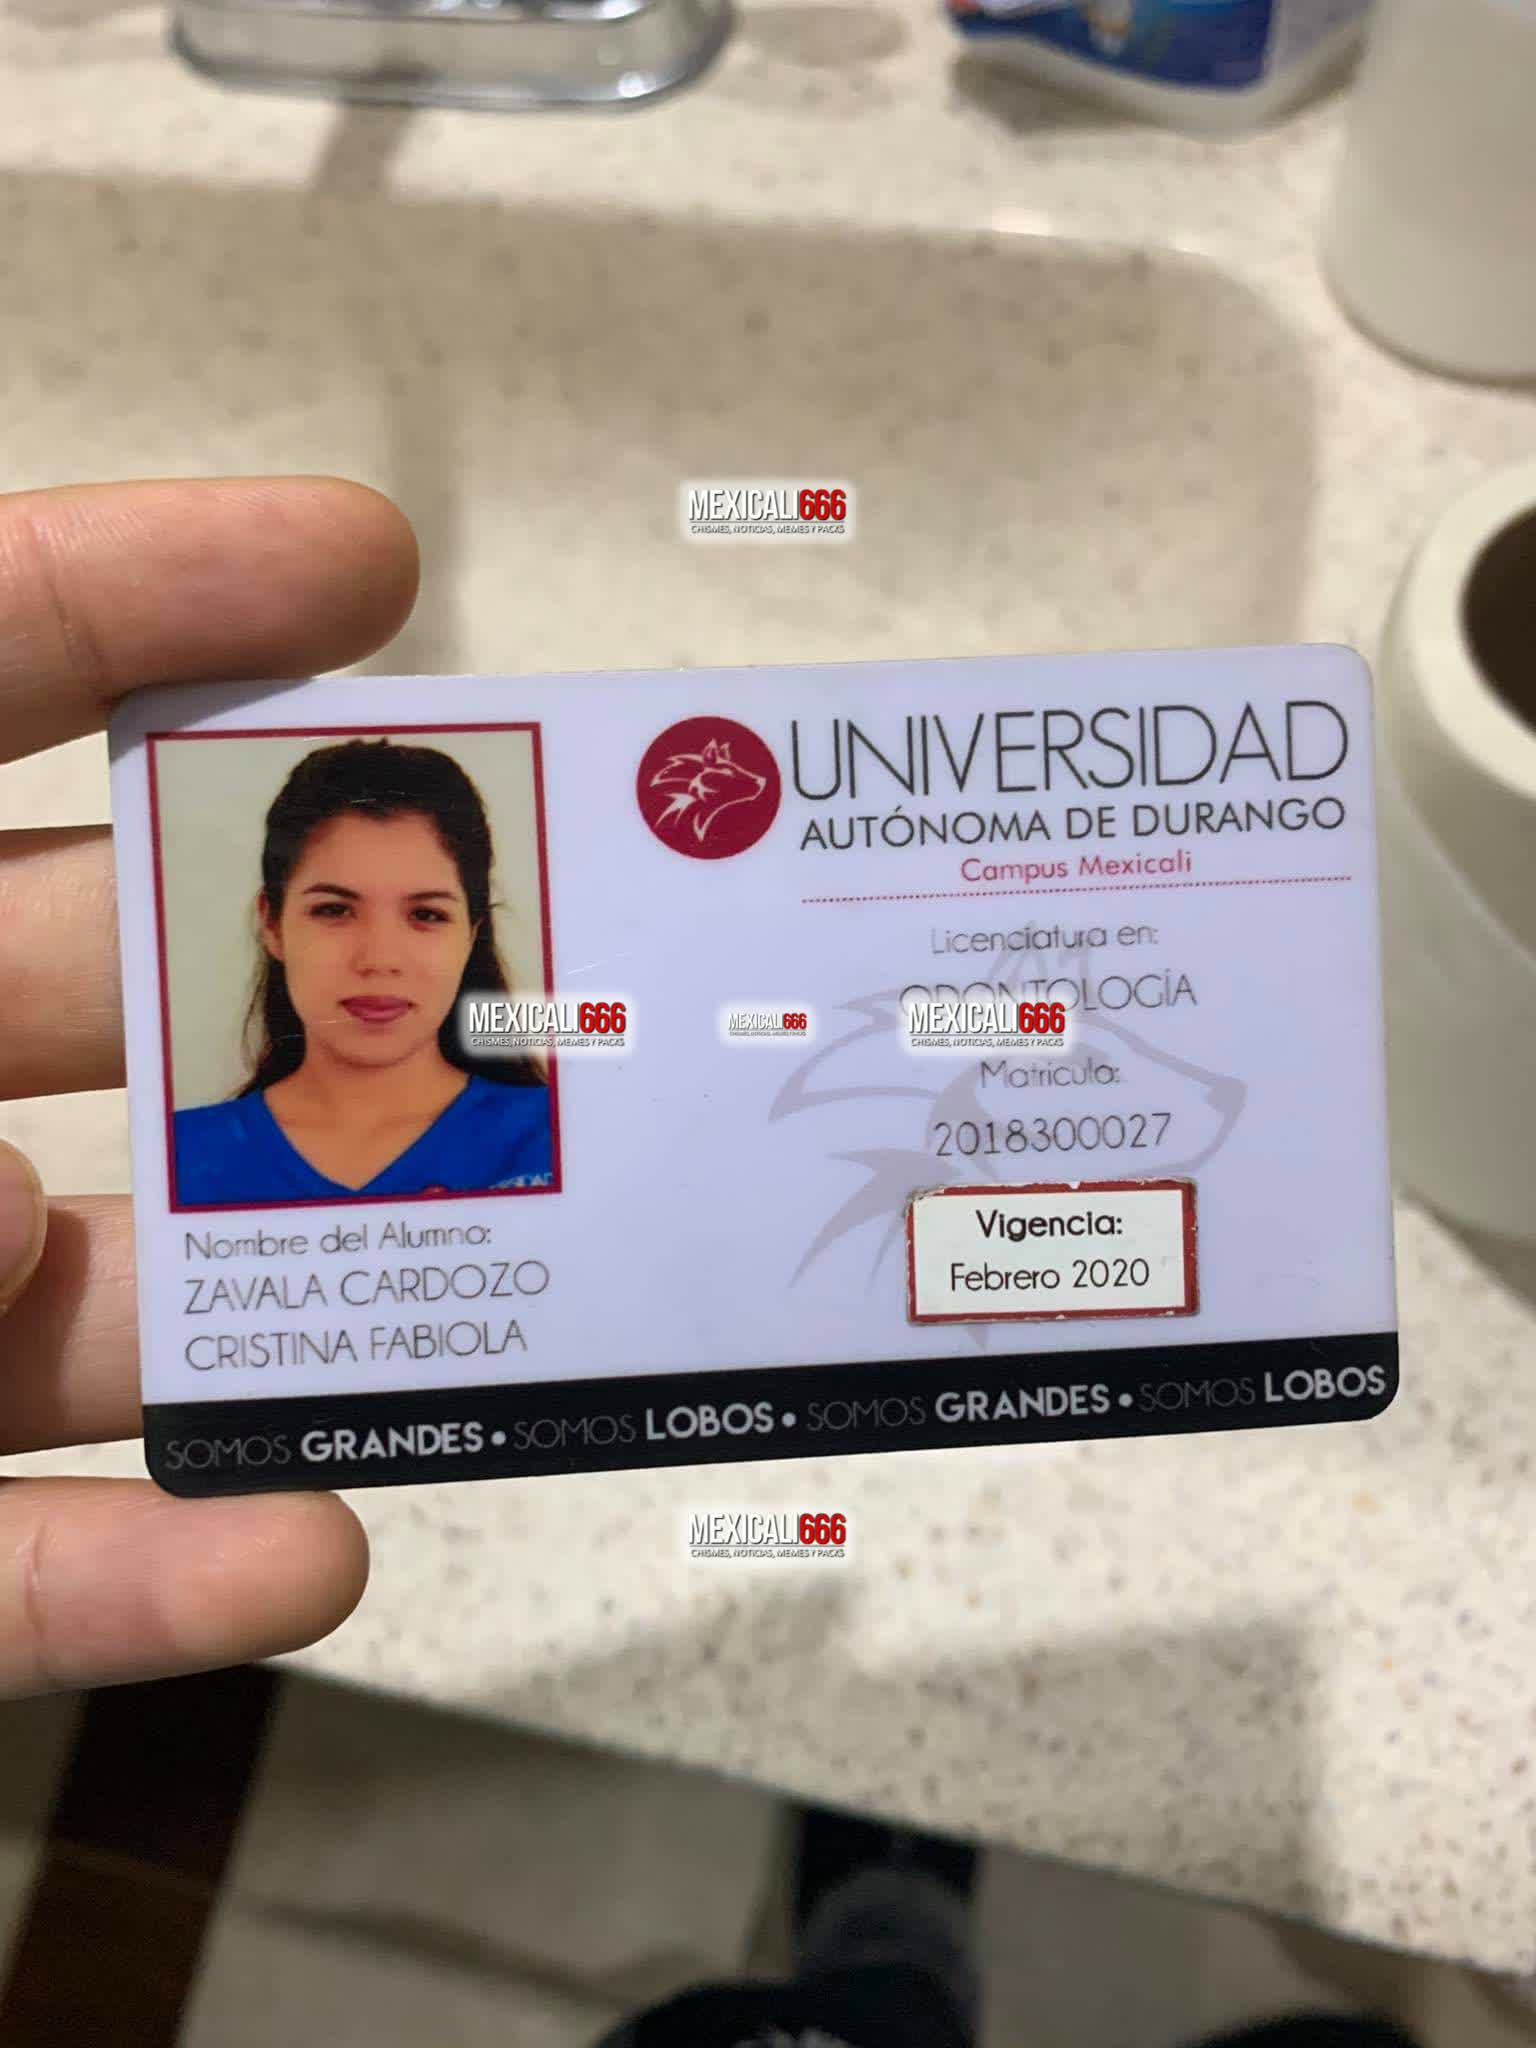 MEXICALI666
CHISMES, NOTICIAS, MEMES Y PACKS
UNIVERSIDAD
AUTÓNOMA DE DURANGO
Campus Mexicali
Licenciatura en:
ODONTOLOGÍA
MEXICALI666
CHISMES, NOTICIAS, MEMES Y PACKS
MEXICALI666
CHISMES, NOTICIAS, MEMES Y PACKS
MEXICALI666
CHISMES, NOTICIAS, MEMES Y PACKS
Matricula:
2018300027
Vigencia:
Febrero 2020
Nombre del Alumno:
ZAVALA CARDOZO
CRISTINA FABIOLA
SOMOS GRANDES • SOMOS LOBOS • SOMOS GRANDES • SOMOS LOBOS
MEXICALI666
CHISMES, NOTICIAS, MEMES Y PACKS